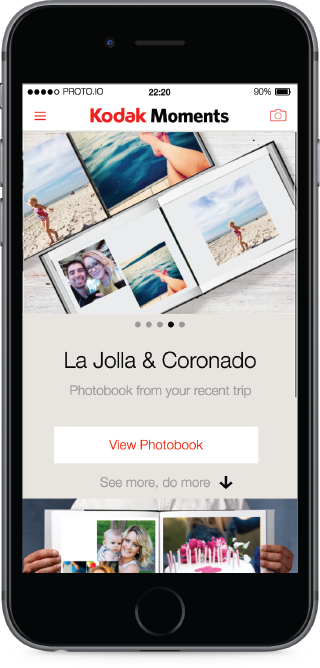 PROTO.IO 22:20 90%
Kodak Moments
La Jolla & Coronado
Photobook from your recent trip
View Photobook
See more, do more